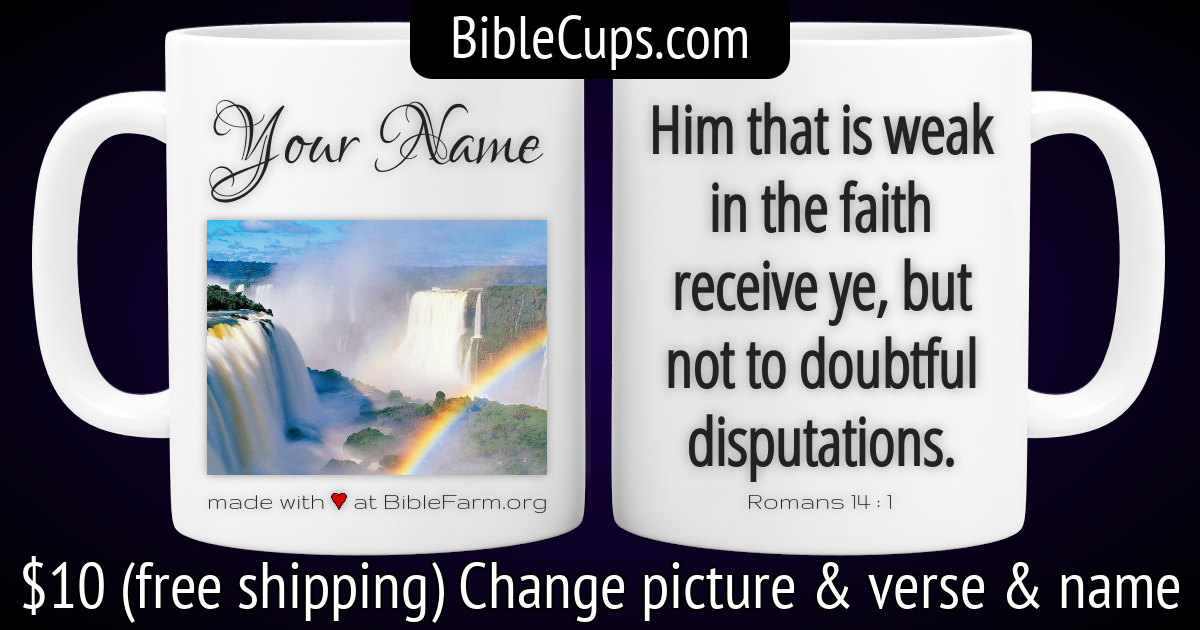 BibleCups.com
Your Name
made with ♥ at BibleFarm.org
Him that is weak
in the faith
receive ye, but
not to doubtful
disputations.
Romans 14 : 1
$10 (free shipping) Change picture & verse & name